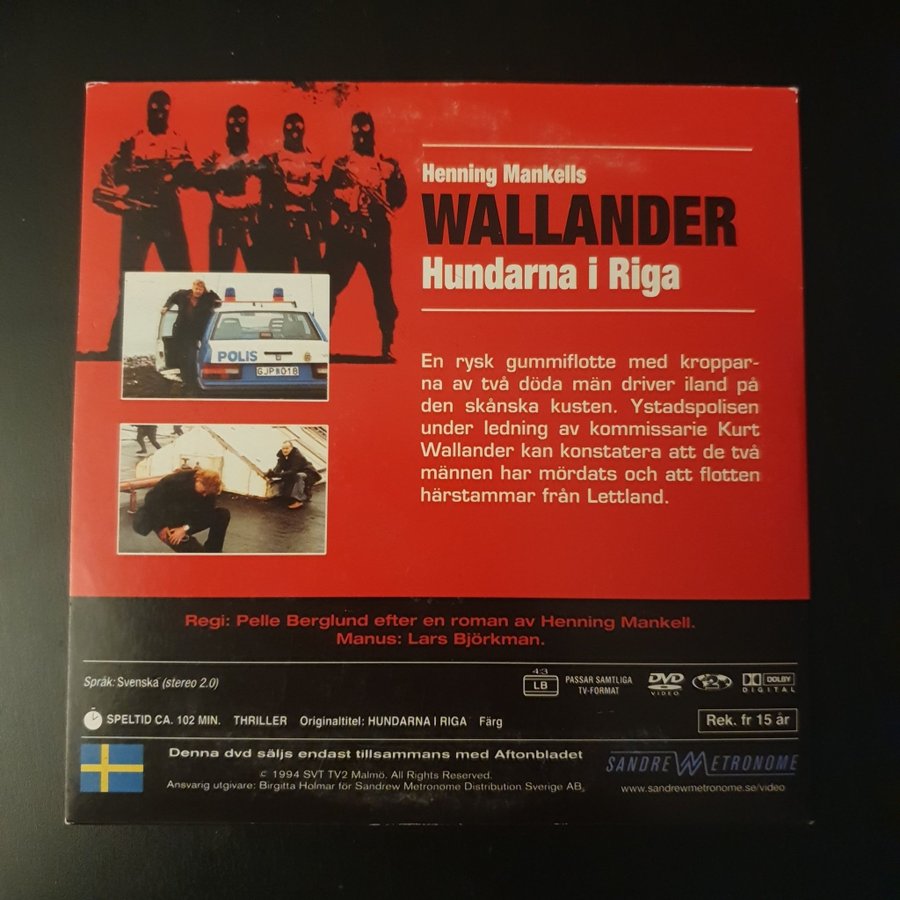 Henning Mankells
WALLANDER
Hundarna i Riga
POLIS
GJP 018
En rysk gummiflotte med kroppar-
na av två döda män driver iland på
den skånska kusten. Ystadspolisen
under ledning av kommissarie Kurt
Wallander kan konstatera att de två
männen har mördats och att flotten
härstammar från Lettland.
Regi: Pelle Berglund efter en roman av Henning Mankell.
Manus: Lars Björkman.
Språk: Svenska (stereo 2.0)
4:3
LB
PASSAR SAMTLIGA
TV-FORMAT
DVD
VIDEO
2
DOLBY
DIGITAL
SPELTID CA. 102 MIN. THRILLER Originaltitel: HUNDARNA I RIGA Färg
Rek. fr 15 år
Denna dvd säljs endast tillsammans med Aftonbladet
© 1994 SVT TV2 Malmö. All Rights Reserved.
Ansvarig utgivare: Birgitta Holmar för Sandrew Metronome Distribution Sverige AB.
SANDREW METRONOME
www.sandrewmetronome.se/video